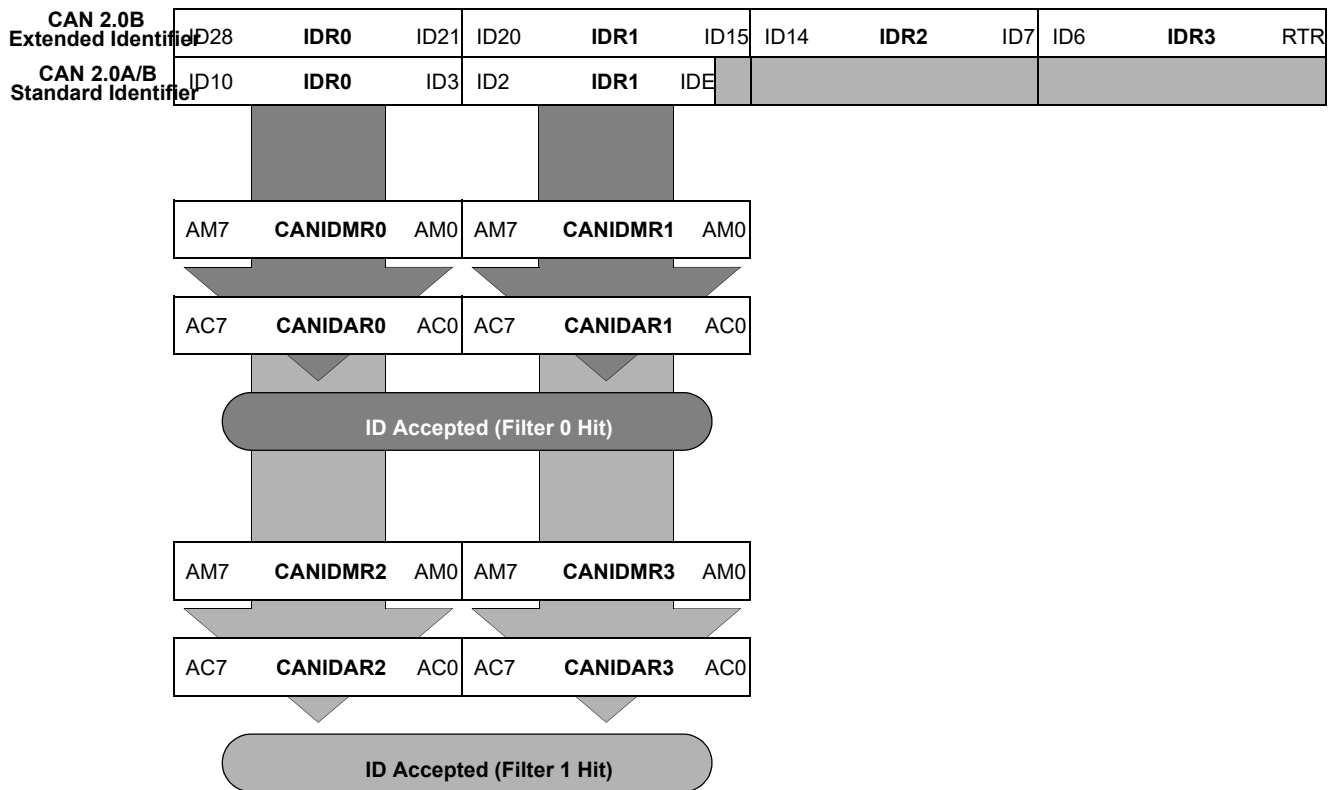 CAN 2.0B
Extended Identifier
ID28 IDR0 ID21 ID20 IDR1 ID15 ID14 IDR2 ID7 ID6 IDR3 RTR
CAN 2.0A/B
Standard Identifier
ID10 IDR0 ID3 ID2 IDR1 IDE
AM7 CANIDMR0 AM0 AM7 CANIDMR1 AM0
AC7 CANIDAR0 AC0 AC7 CANIDAR1 AC0
ID Accepted (Filter 0 Hit)
AM7 CANIDMR2 AM0 AM7 CANIDMR3 AM0
AC7 CANIDAR2 AC0 AC7 CANIDAR3 AC0
ID Accepted (Filter 1 Hit)